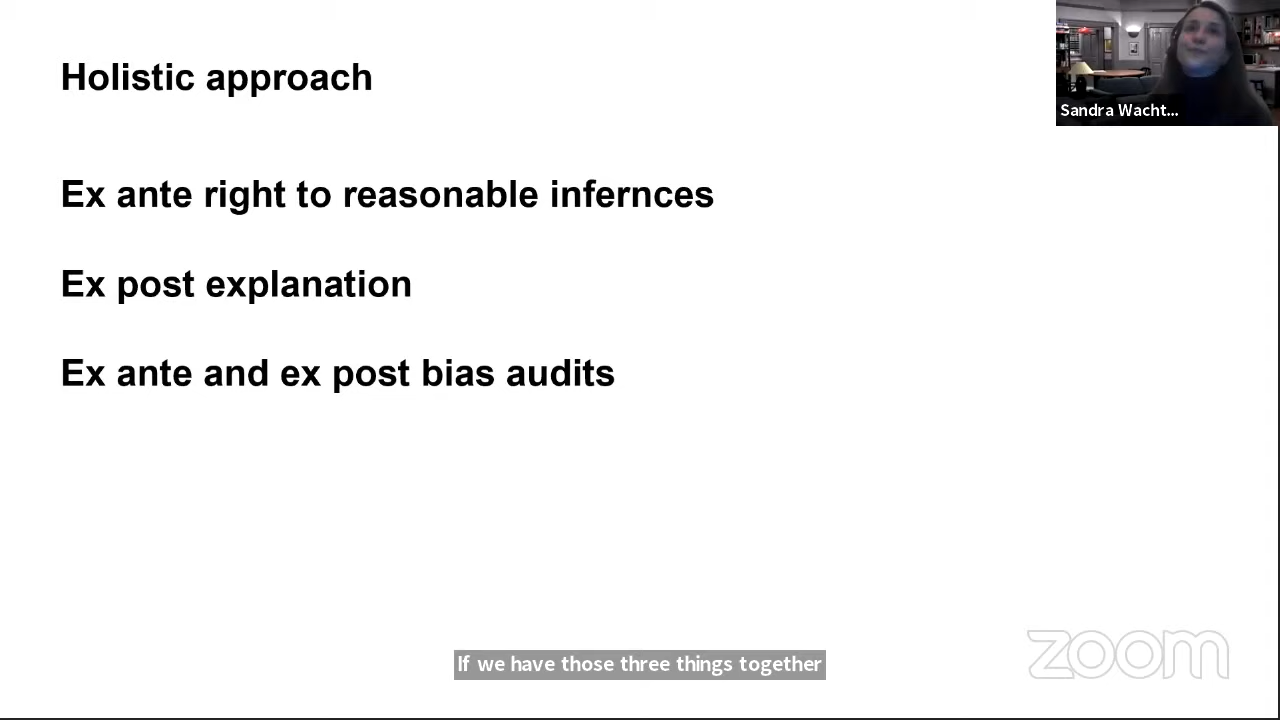 Holistic approach
Sandra Wacht...
Ex ante right to reasonable infernces
Ex post explanation
Ex ante and ex post bias audits
If we have those three things together
zoom